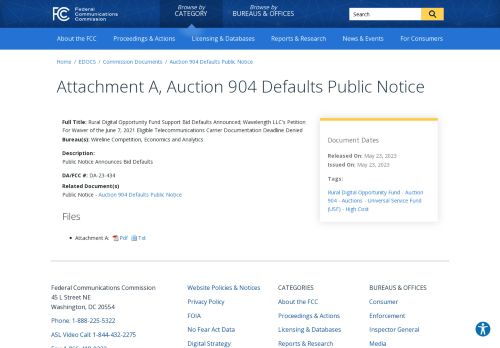 FCC Federal Communications Commission
Browse by CATEGORY
Browse by BUREAUS & OFFICES
Search
About the FCC Proceedings & Actions Licensing & Databases Reports & Research News & Events For Consumers
Home / EDOCS / Commission Documents / Auction 904 Defaults Public Notice
Attachment A, Auction 904 Defaults Public Notice
Full Title: Rural Digital Opportunity Fund Support Bid Defaults Announced; Wavelength LLC's Petition
For Waiver of the June 7, 2021 Eligible Telecommunications Carrier Documentation Deadline Denied
Bureau(s): Wireline Competition, Economics and Analytics
Description:
Public Notice Announces Bid Defaults
DA/FCC #: DA-23-434
Related Document(s)
Public Notice - Auction 904 Defaults Public Notice
Files
Attachment A: Pdf Txt
Document Dates
Released On: May 23, 2023
Issued On: May 23, 2023
Tags:
Rural Digital Opportunity Fund - Auction
904 - Auctions - Universal Service Fund
(USF) - High Cost
Federal Communications Commission
45 L Street NE
Washington, DC 20554
Phone: 1-888-225-5322
ASL Video Call: 1-844-432-2275
Website Policies & Notices
Privacy Policy
FOIA
No Fear Act Data
Digital Strategy
CATEGORIES
About the FCC
Proceedings & Actions
Licensing & Databases
Reports & Research
BUREAUS & OFFICES
Consumer
Enforcement
Inspector General
Media